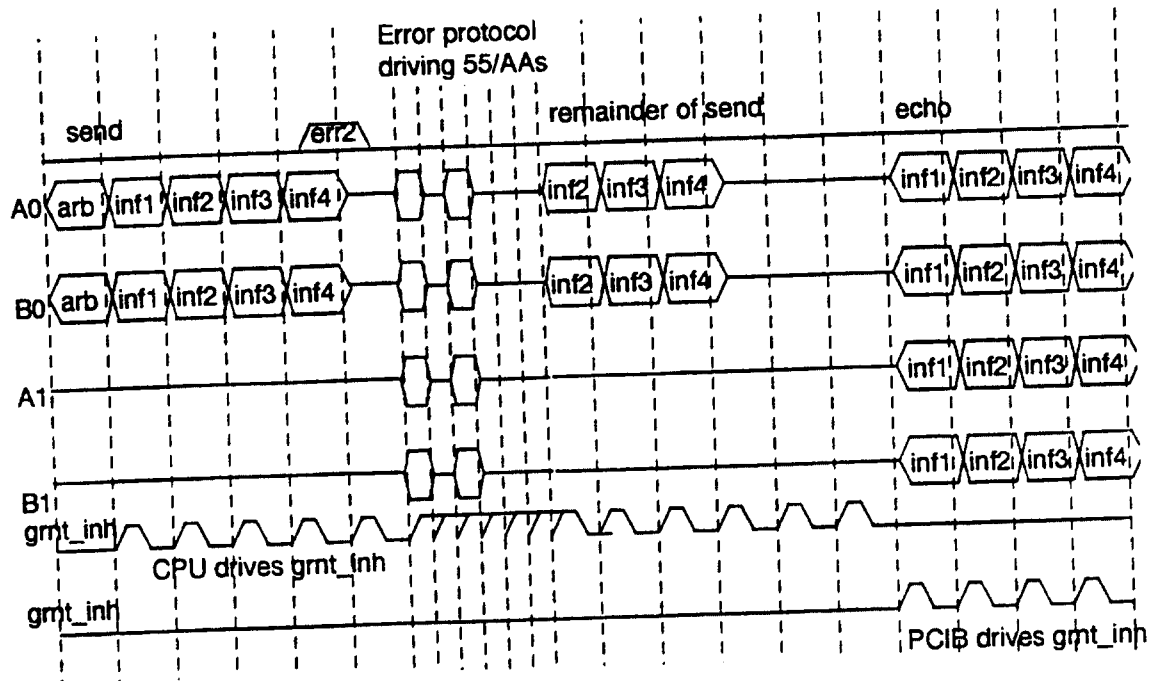 Error protocol
driving 55/AAs
send
err2
remainder of send
echo
A0 arb inf1 inf2 inf3 inf4 inf2 inf3 inf4 inf1 inf2 inf3 inf4
B0 arb inf1 inf2 inf3 inf4 inf2 inf3 inf4 inf1 inf2 inf3 inf4
A1 inf1 inf2 inf3 inf4
B1 inf1 inf2 inf3 inf4
grnt_inh
CPU drives grnt_inh
grnt_inh
PCIB drives grnt_inh